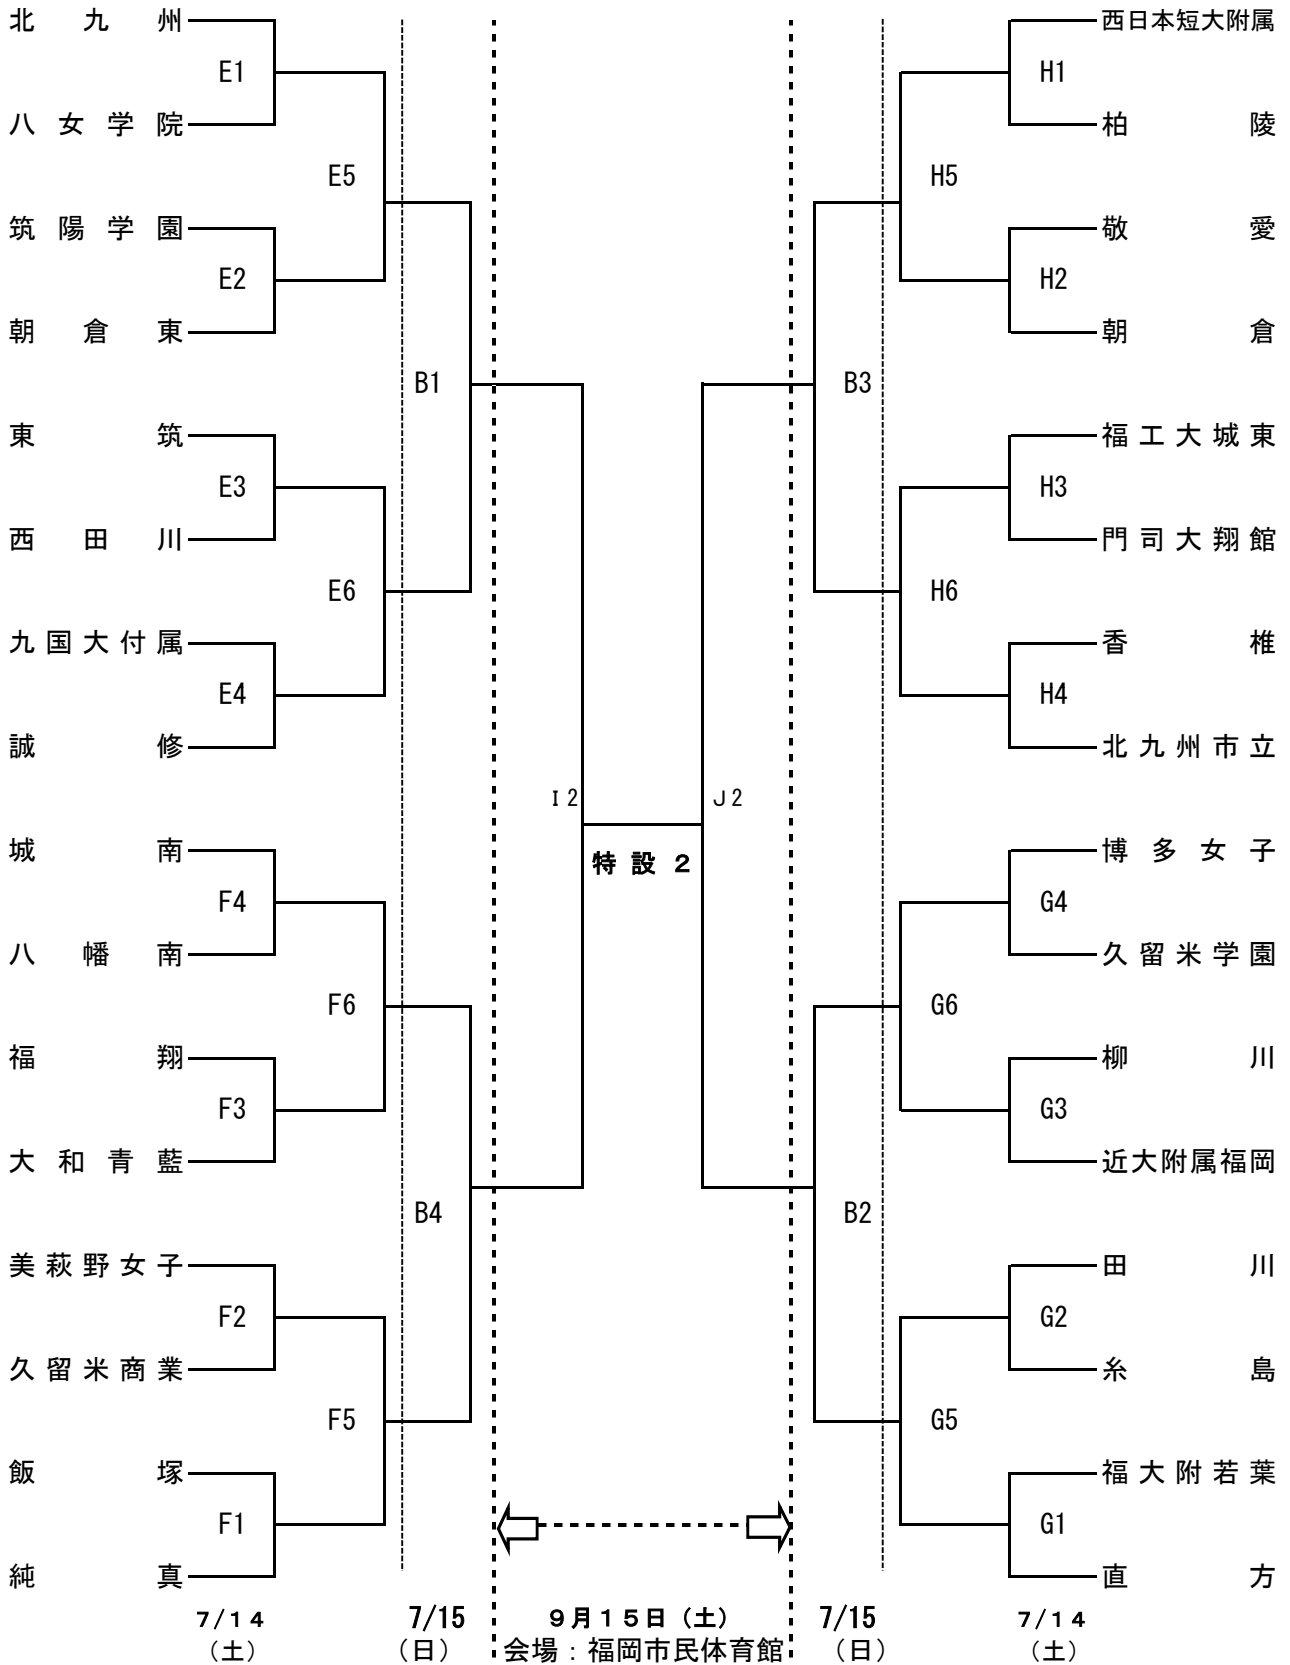 北九州 西日本短大附属
E1 H1
八女学院 柏陵
E5 H5
筑陽学園 敬愛
E2 H2
朝倉東 朝倉
B1 B3
東筑 福工大城東
E3 H3
西田川 門司大翔館
E6 H6
九国大付属 香椎
E4 H4
誠修 北九州市立
I2 J2
城南 特設2 博多女子
F4 G4
八幡南 久留米学園
F6 G6
福翔 柳川
F3 G3
大和青藍 近大附属福岡
B4 B2
美萩野女子 田川
F2 G2
久留米商業 糸島
F5 G5
飯塚 福大附若葉
F1 G1
純真 直方
7/14 7/15 9月15日(土) 7/15 7/14
(土) (日) 会場:福岡市民体育館 (日) (土)